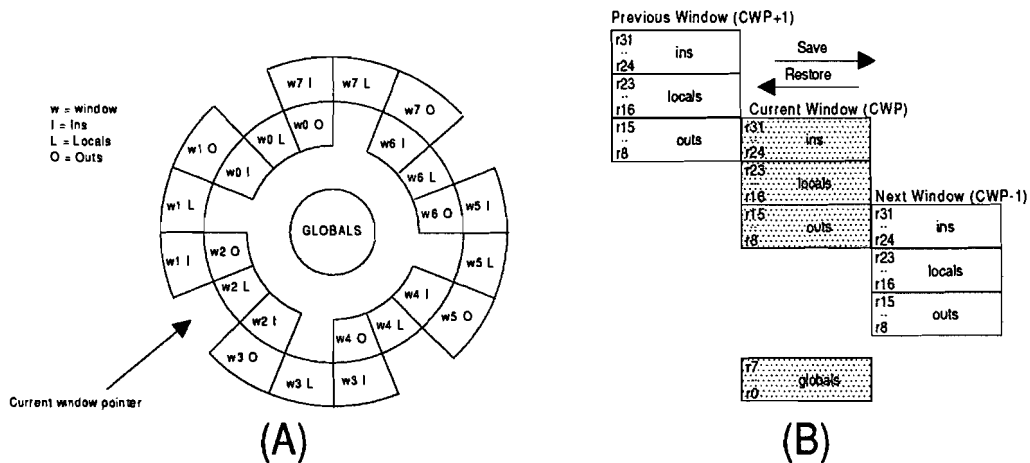 w = window
I = Ins
L = Locals
O = Outs
w7 I
w7 L
w7 O
w0 O
w0 L
w0 I
w6 I
w6 L
w6 O
w1 O
w1 L
w1 I
w5 I
w5 L
w5 O
GLOBALS
w2 O
w2 L
w2 I
w4 I
w4 L
w4 O
w3 O
w3 L
w3 I
Current window pointer
(A)
Previous Window (CWP+1)
r31
..
r24
ins
r23
..
r16
locals
r15
..
r8
outs
Save
Restore
Current Window (CWP)
r31
..
r24
ins
r23
..
r16
locals
r15
..
r8
outs
Next Window (CWP-1)
r31
r24
ins
r23
..
r16
locals
r15
..
r8
outs
r7
..
r0
globals
(B)